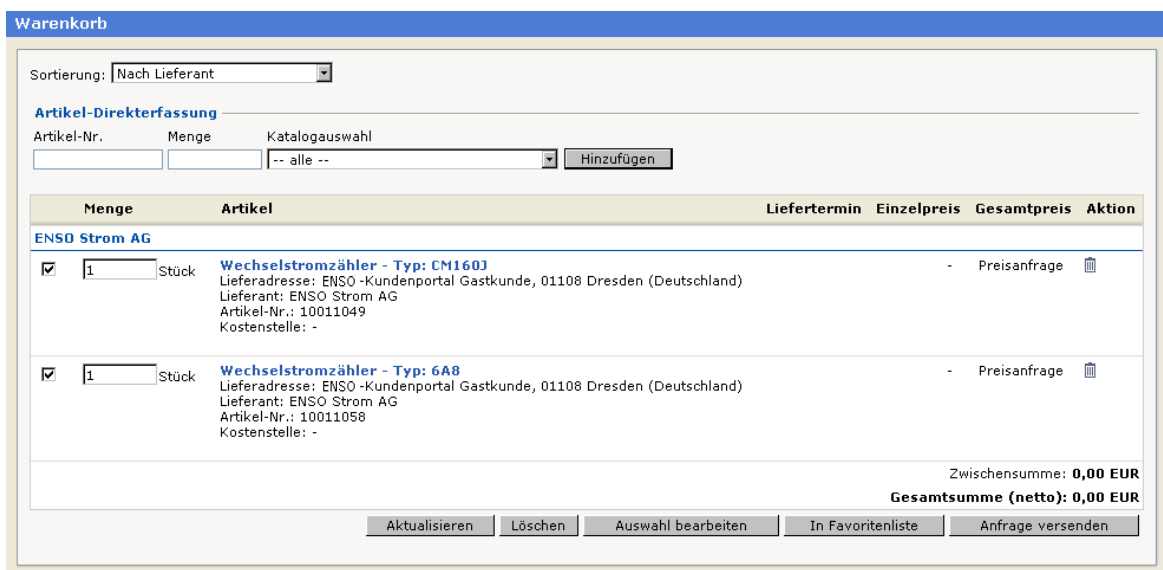 Warenkorb
Sortierung: Nach Lieferant
Artikel-Direkterfassung
Artikel-Nr. Menge Katalogauswahl
-- alle -- Hinzufügen
Menge Artikel Liefertermin Einzelpreis Gesamtpreis Aktion
ENSO Strom AG
1 Stück Wechselstromzähler - Typ: CM160J - Preisanfrage
Lieferadresse: ENSO -Kundenportal Gastkunde, 01108 Dresden (Deutschland)
Lieferant: ENSO Strom AG
Artikel-Nr.: 10011049
Kostenstelle: -
1 Stück Wechselstromzähler - Typ: 6A8 - Preisanfrage
Lieferadresse: ENSO -Kundenportal Gastkunde, 01108 Dresden (Deutschland)
Lieferant: ENSO Strom AG
Artikel-Nr.: 10011058
Kostenstelle: -
Zwischensumme: 0,00 EUR
Gesamtsumme (netto): 0,00 EUR
Aktualisieren Löschen Auswahl bearbeiten In Favoritenliste Anfrage versenden